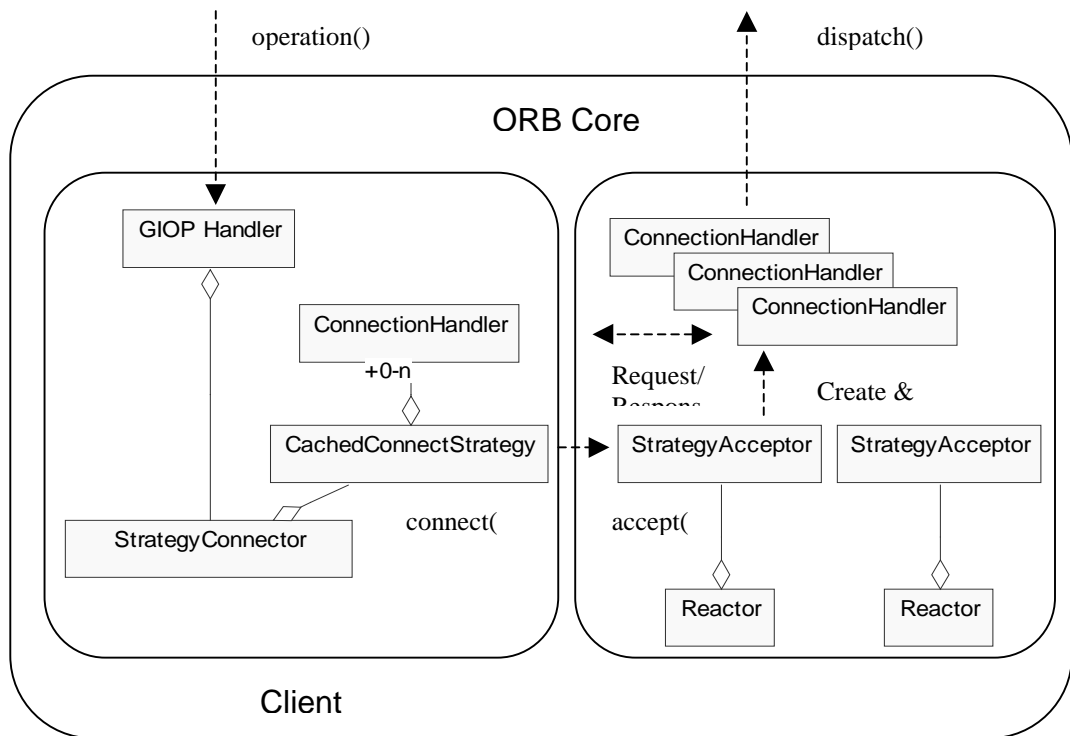 operation()
dispatch()
ORB Core
GIOP Handler
ConnectionHandler
+0-n
CachedConnectStrategy
StrategyConnector
connect(
ConnectionHandler
ConnectionHandler
ConnectionHandler
Request/
Respons
Create &
StrategyAcceptor
StrategyAcceptor
accept(
Reactor
Reactor
Client